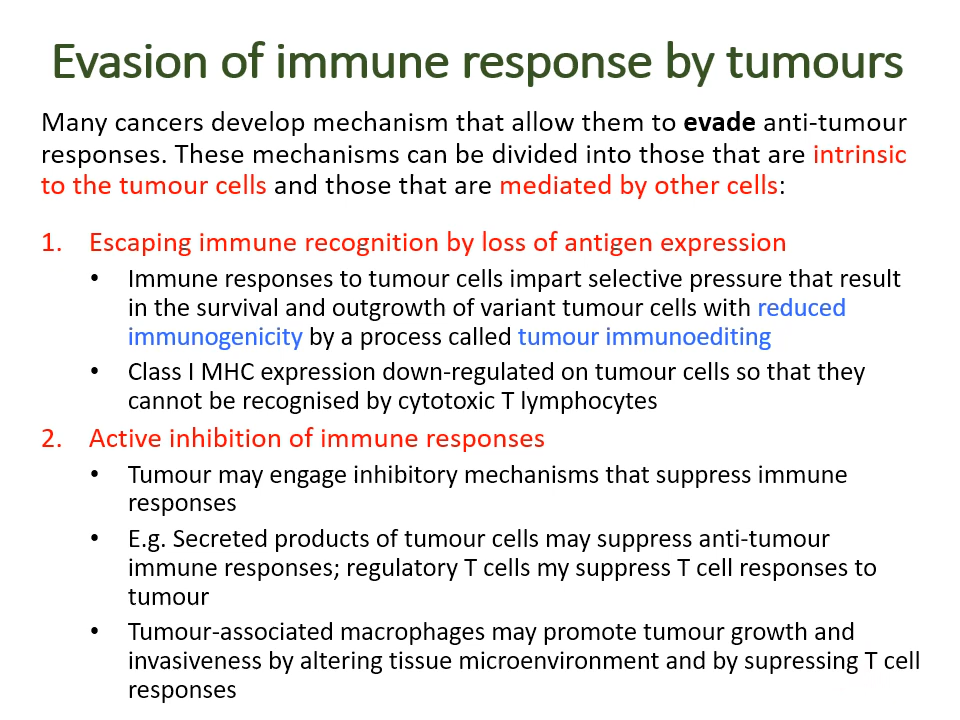 Evasion of immune response by tumours
Many cancers develop mechanism that allow them to evade anti-tumour
responses. These mechanisms can be divided into those that are intrinsic
to the tumour cells and those that are mediated by other cells:
1. Escaping immune recognition by loss of antigen expression
• Immune responses to tumour cells impart selective pressure that result
in the survival and outgrowth of variant tumour cells with reduced
immunogenicity by a process called tumour immunoediting
• Class I MHC expression down-regulated on tumour cells so that they
cannot be recognised by cytotoxic T lymphocytes
2. Active inhibition of immune responses
• Tumour may engage inhibitory mechanisms that suppress immune
responses
• E.g. Secreted products of tumour cells may suppress anti-tumour
immune responses; regulatory T cells my suppress T cell responses to
tumour
• Tumour-associated macrophages may promote tumour growth and
invasiveness by altering tissue microenvironment and by supressing T cell
responses